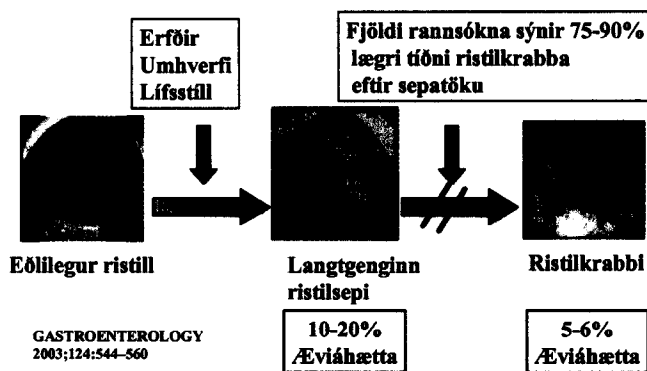 Erfðir
Umhverfi
Lífsstíll
Fjöldi rannsókna sýnir 75-90%
lægri tíðni ristilkrabba
eftir sepatöku
Eðlilegur ristill
Langtgenginn
ristilsepi
Ristilkrabbi
GASTROENTEROLOGY
2003;124:544–560
10-20%
Æviáhætta
5-6%
Æviáhætta